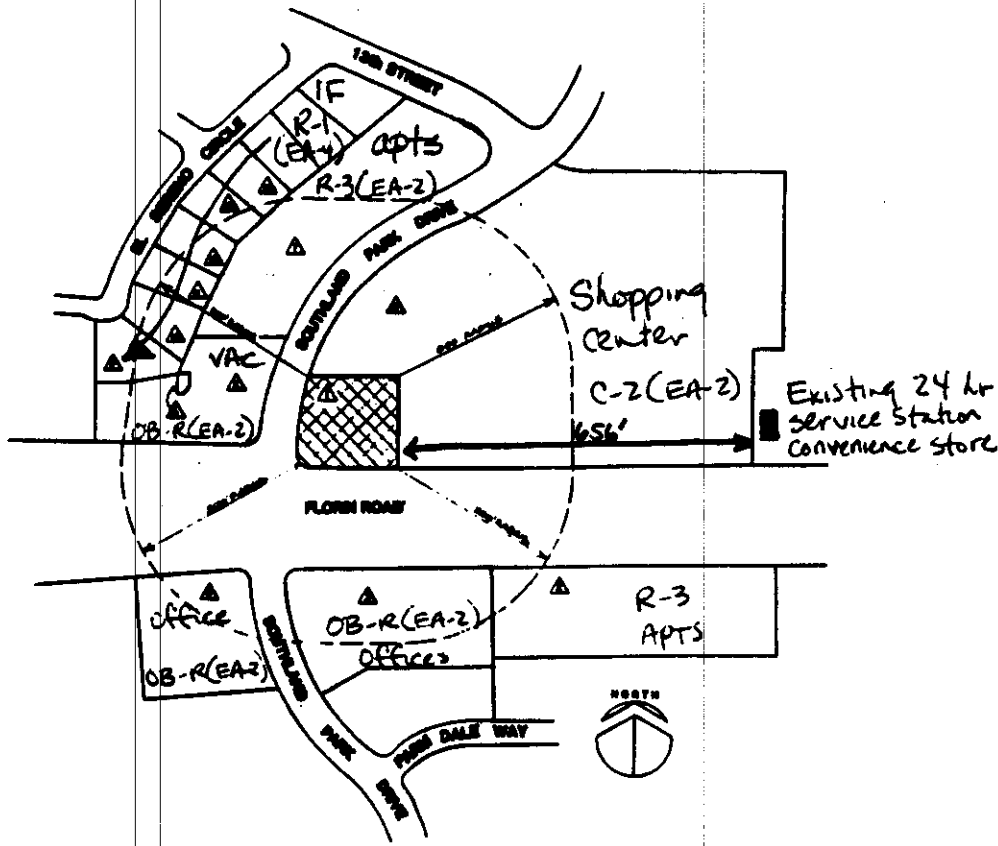 13th STREET
1F
R-1
(EA-4)
apts
R-3(EA-2)
CIRCLE
SOUTHLAND PARK DRIVE
Shopping
center
C-2(EA-2)
VAC
OB-R(EA-2)
656'
Existing 24 hr
service station
convenience store
FLORIN ROAD
office
OB-R(EA-2)
OB-R(EA-2)
offices
R-3
APTS
SOUTHLAND PARK DRIVE
PARK DALE WAY
NORTH